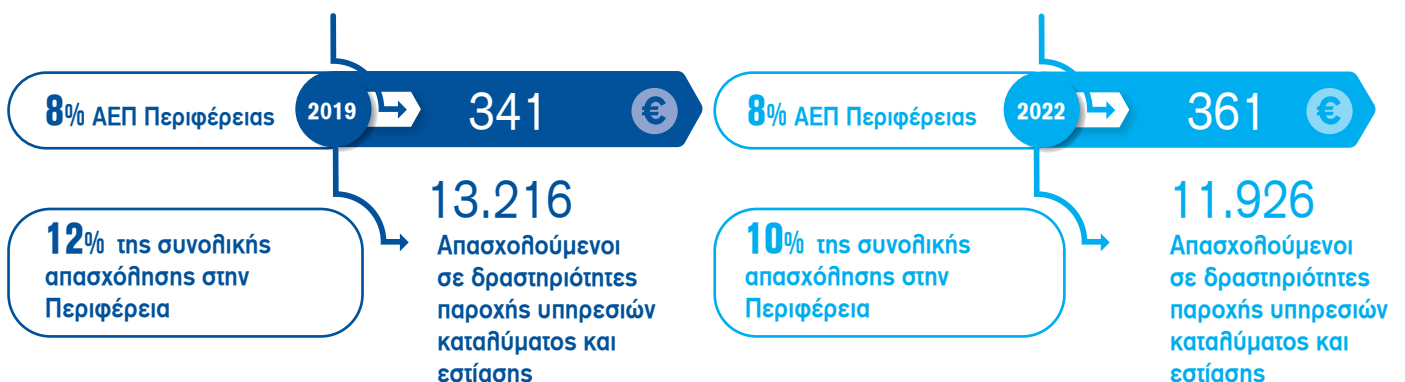 8% ΑΕΠ Περιφέρειας
2019
341
€
13.216
Απασχολούμενοι
σε δραστηριότητες
παροχής υπηρεσιών
καταλύματος και
εστίασης
12% της συνολικής
απασχόλησης στην
Περιφέρεια
8% ΑΕΠ Περιφέρειας
2022
361
€
11.926
Απασχολούμενοι
σε δραστηριότητες
παροχής υπηρεσιών
καταλύματος και
εστίασης
10% της συνολικής
απασχόλησης στην
Περιφέρεια